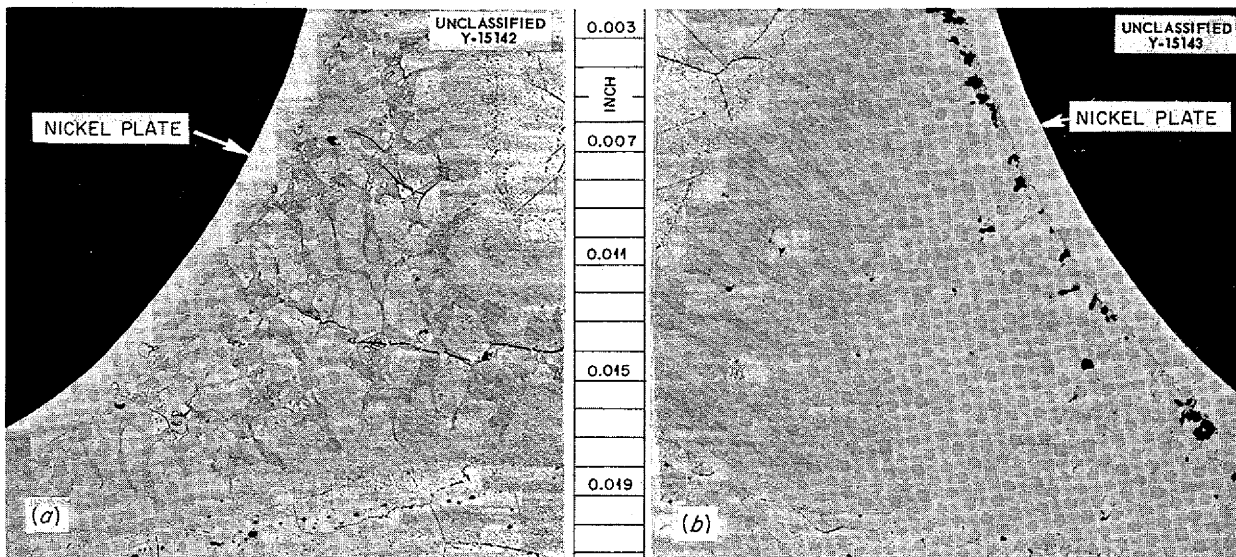 UNCLASSIFIED
Y-15142
NICKEL PLATE
(a)
0.003
INCH
0.007
0.011
0.015
0.019
UNCLASSIFIED
Y-15143
NICKEL PLATE
(b)